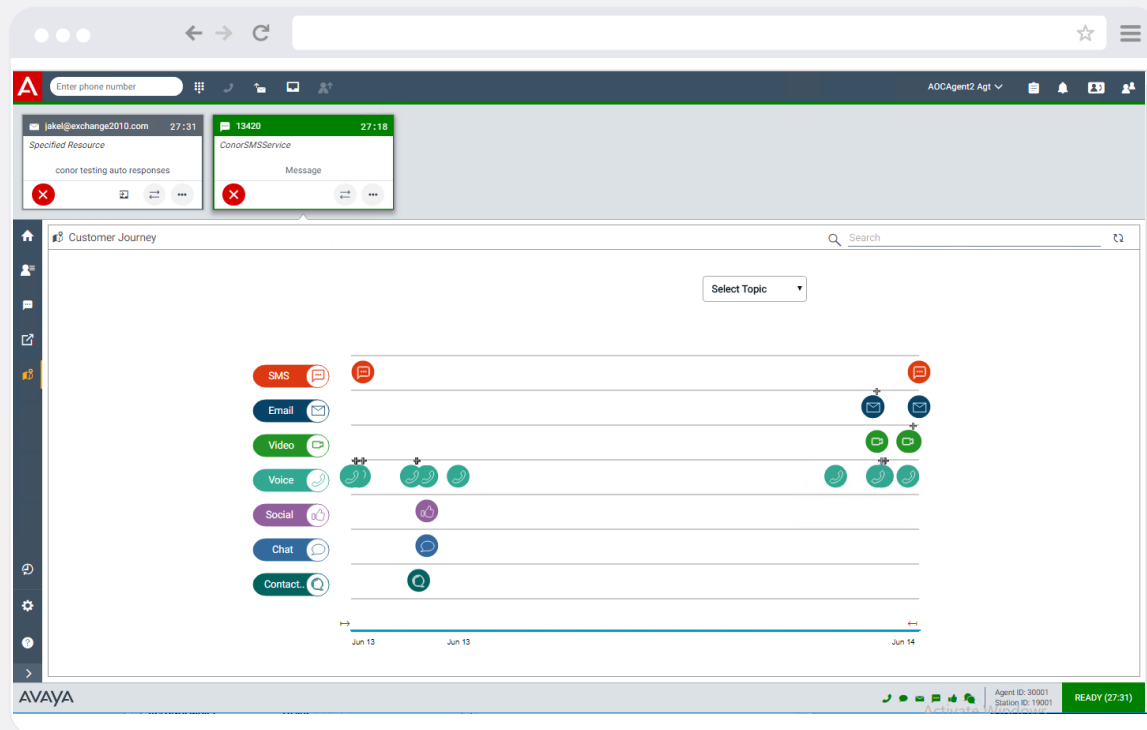 Enter phone number
AOCAgent2 Agt
jakel@exchange2010.com 27:31
Specified Resource
conor testing auto responses
13420 27:18
ConorSMSService
Message
Customer Journey
Search
Select Topic
SMS
Email
Video
Voice
Social
Chat
Contact..
Jun 13
Jun 13
Jun 14
AVAYA
Agent ID: 30001
Station ID: 19001
READY (27:31)
Activate Windows